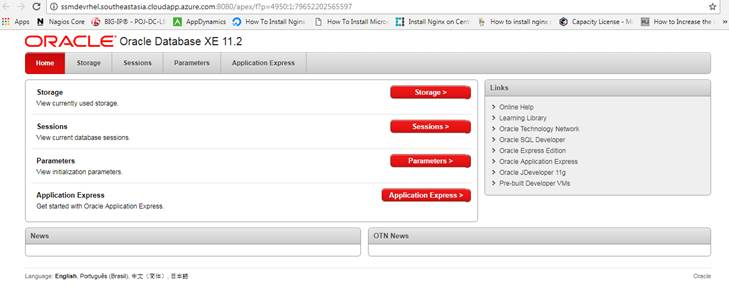 ssmdevrhel.southeastasia.cloudapp.azure.com:8080/apex/f?p=4950:1:79652202565597
Apps Nagios Core BIG-IP® - POJ-DC-L5 AppDynamics How To Install Nginx How To Install Micro Install Nginx on Cent How to Install nginx on Capacity License - M How to Increase the
ORACLE Oracle Database XE 11.2
Home Storage Sessions Parameters Application Express
Storage
View currently used storage.
Storage >
Sessions
View current database sessions.
Sessions >
Parameters
View initialization parameters.
Parameters >
Application Express
Get started with Oracle Application Express.
Application Express >
Links
> Online Help
> Learning Library
> Oracle Technology Network
> Oracle SQL Developer
> Oracle Express Edition
> Oracle Application Express
> Oracle JDeveloper 11g
> Pre-built Developer VMs
News
OTN News
Language: English, Português (Brasil), 中文（简体）, 日本語
Oracle